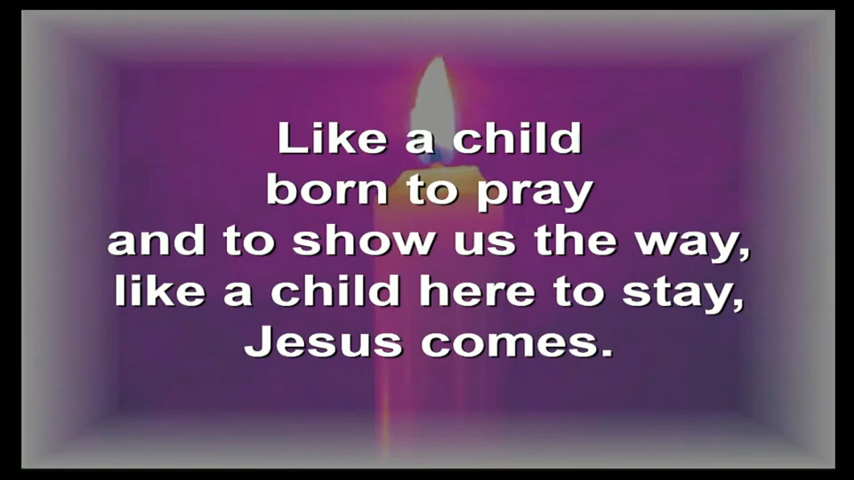 Like a child
born to pray
and to show us the way,
like a child here to stay,
Jesus comes.